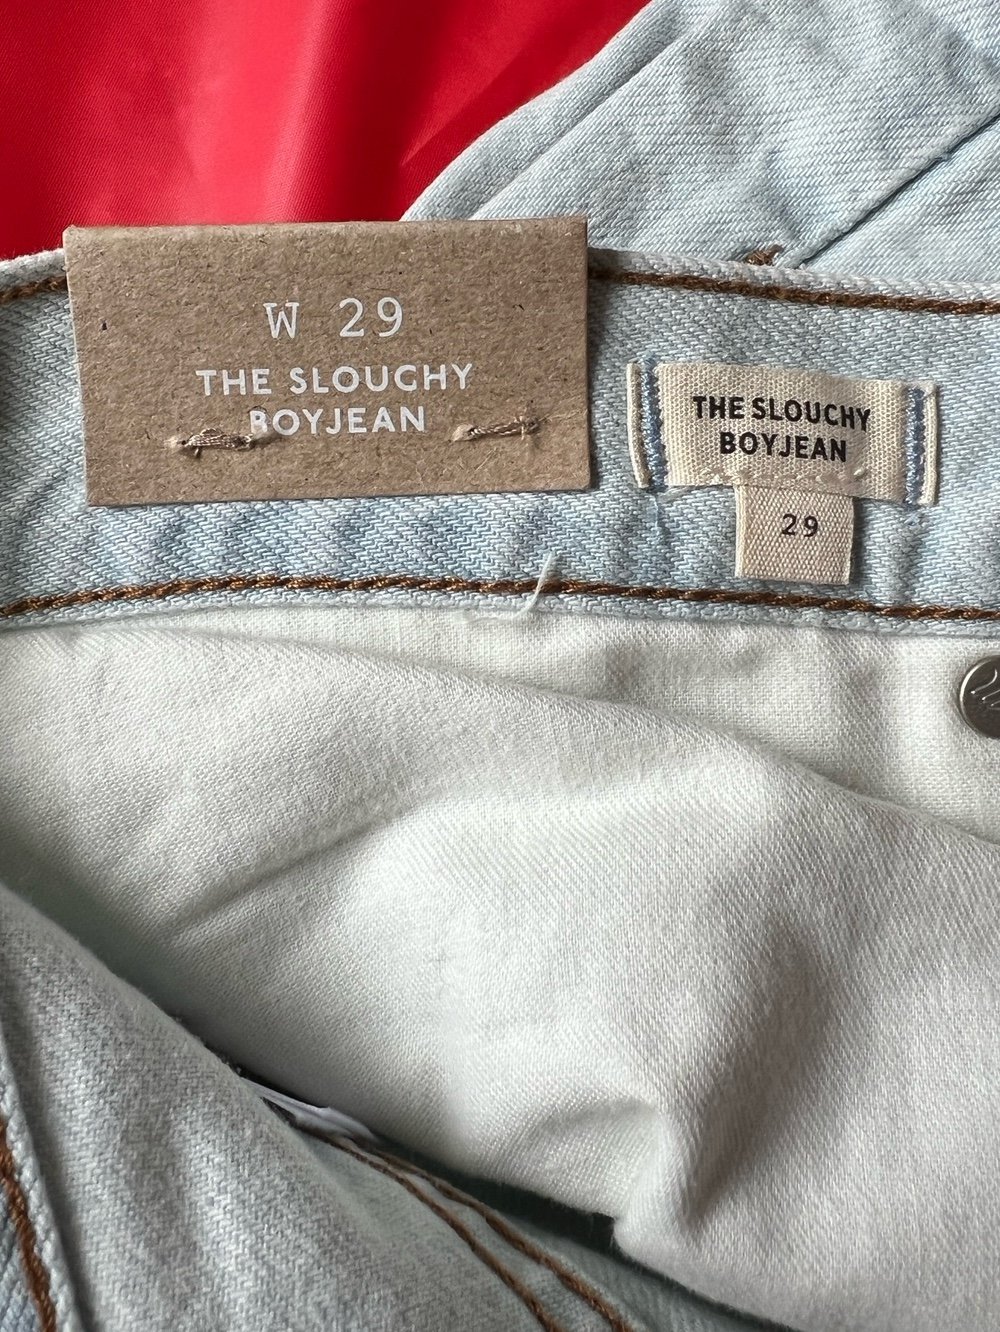 W 29
THE SLOUCHY
BOYJEAN
THE SLOUCHY
BOYJEAN
29